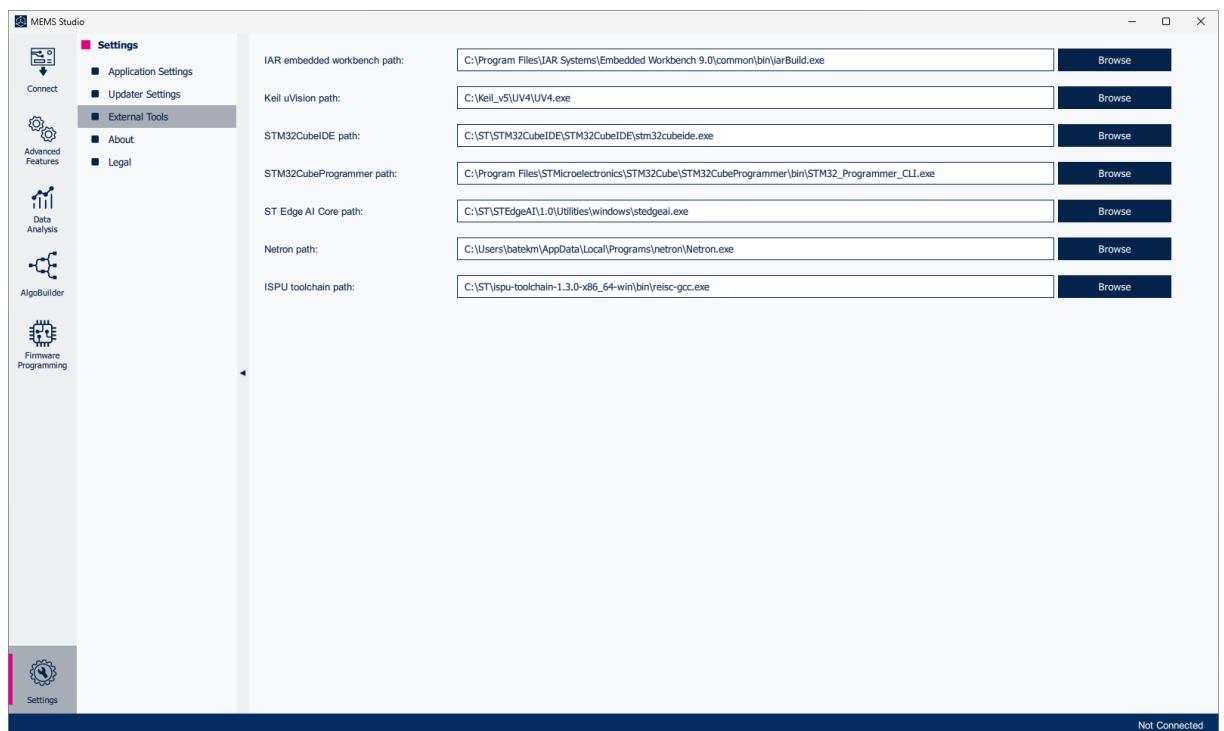 MEMS Studio
Connect
Advanced
Features
Data
Analysis
AlgoBuilder
Firmware
Programming
Settings
Settings
Application Settings
Updater Settings
External Tools
About
Legal
IAR embedded workbench path: C:\Program Files\IAR Systems\Embedded Workbench 9.0\common\bin\iarBuild.exe Browse
Keil uVision path: C:\Keil_v5\UV4\UV4.exe Browse
STM32CubeIDE path: C:\ST\STM32CubeIDE\STM32CubeIDE\stm32cubeide.exe Browse
STM32CubeProgrammer path: C:\Program Files\STMicroelectronics\STM32Cube\STM32CubeProgrammer\bin\STM32_Programmer_CLI.exe Browse
ST Edge AI Core path: C:\ST\STEdgeAI\1.0\Utilities\windows\stedgeai.exe Browse
Netron path: C:\Users\batekm\AppData\Local\Programs\netron\Netron.exe Browse
ISPU toolchain path: C:\ST\ispu-toolchain-1.3.0-x86_64-win\bin\reisc-gcc.exe Browse
Not Connected